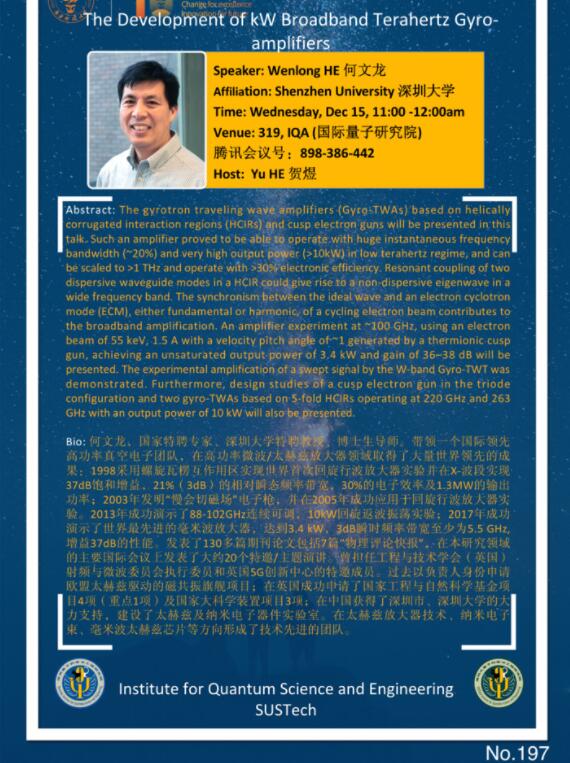 Change for excellence
Innovation for future
The Development of kW Broadband Terahertz Gyro-
amplifiers
Speaker: Wenlong HE 何文龙
Affiliation: Shenzhen University 深圳大学
Time: Wednesday, Dec 15, 11:00 -12:00am
Venue: 319, IQA (国际量子研究院)
腾讯会议号：898-386-442
Host: Yu HE 贺煜
Abstract: The gyrotron traveling wave amplifiers (Gyro-TWAs) based on helically
corrugated interaction regions (HCIRs) and cusp electron guns will be presented in this
talk. Such an amplifier proved to be able to operate with huge instantaneous frequency
bandwidth (~20%) and very high output power (>10kW) in low terahertz regime, and can
be scaled to >1 THz and operate with >30% electronic efficiency. Resonant coupling of two
dispersive waveguide modes in a HCIR could give rise to a non-dispersive eigenwave in a
wide frequency band. The synchronism between the ideal wave and an electron cyclotron
mode (ECM), either fundamental or harmonic, of a cycling electron beam contributes to
the broadband amplification. An amplifier experiment at ~100 GHz, using an electron
beam of 55 keV, 1.5 A with a velocity pitch angle of ~1 generated by a thermionic cusp
gun, achieving an unsaturated output power of 3.4 kW and gain of 36–38 dB will be
presented. The experimental amplification of a swept signal by the W-band Gyro-TWT was
demonstrated. Furthermore, design studies of a cusp electron gun in the triode
configuration and two gyro-TWAs based on 5-fold HCIRs operating at 220 GHz and 263
GHz with an output power of 10 kW will also be presented.
Bio: 何文龙、国家特聘专家、深圳大学特聘教授、博士生导师。带领一个国际领先
高功率真空电子团队，在高功率微波/太赫兹放大器领域取得了大量世界领先的成
果：1998采用螺旋瓦楞互作用区实现世界首次回旋行波放大器实验并在X-波段实现
37dB饱和增益，21%（3dB）的相对瞬态频率带宽，30%的电子效率及1.3MW的输出
功率；2003年发明“慢会切磁场”电子枪，并在2005年成功应用于回旋行波放大器实
验。2013年成功演示了88-102GHz连续可调，10kW回旋返波振荡实验；2017年成功
演示了世界最先进的毫米波放大器，达到3.4 kW，3dB瞬时频率带宽至少为5.5 GHz,
增益37dB的性能。发表了130多篇期刊论文包括7篇“物理评论快报”。在本研究领域
的主要国际会议上发表了大约20个特邀/主题演讲。曾担任工程与技术学会（英国）
射频与微波委员会执行委员和英国5G创新中心的特邀成员。过去以负责人身份申请
欧盟太赫兹驱动的磁共振旗舰项目；在英国成功申请了国家工程与自然科学基金项
目4项（重点1项）及国家大科学装置项目3项；在中国获得了深圳市、深圳大学的大
力支持，建设了太赫兹及纳米电子器件实验室。在太赫兹放大器技术、纳米电子
束、毫米波太赫兹芯片等方向形成了技术先进的团队。
Institute for Quantum Science and Engineering
SUSTech
No.197